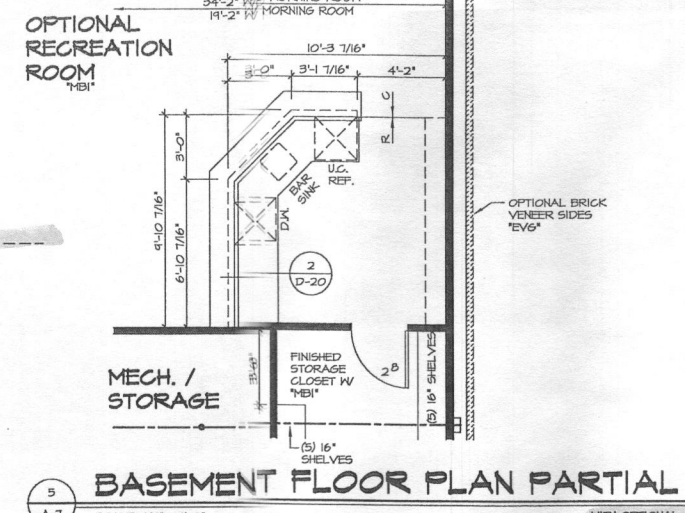 19'-2" W/ MORNING ROOM
OPTIONAL
RECREATION
ROOM
"MBI"
10'-3 7/16"
3'-0"
3'-1 7/16"
4'-2"
C
R
3'-0"
9'-10 7/16"
6'-10 7/16"
U.C.
REF.
BAR
SINK
D.W.
2
D-20
OPTIONAL BRICK
VENEER SIDES
"EVG"
MECH. /
STORAGE
FINISHED
STORAGE
CLOSET W/
"MBI"
2 8
(5) 16" SHELVES
(5) 16"
SHELVES
5
BASEMENT FLOOR PLAN PARTIAL